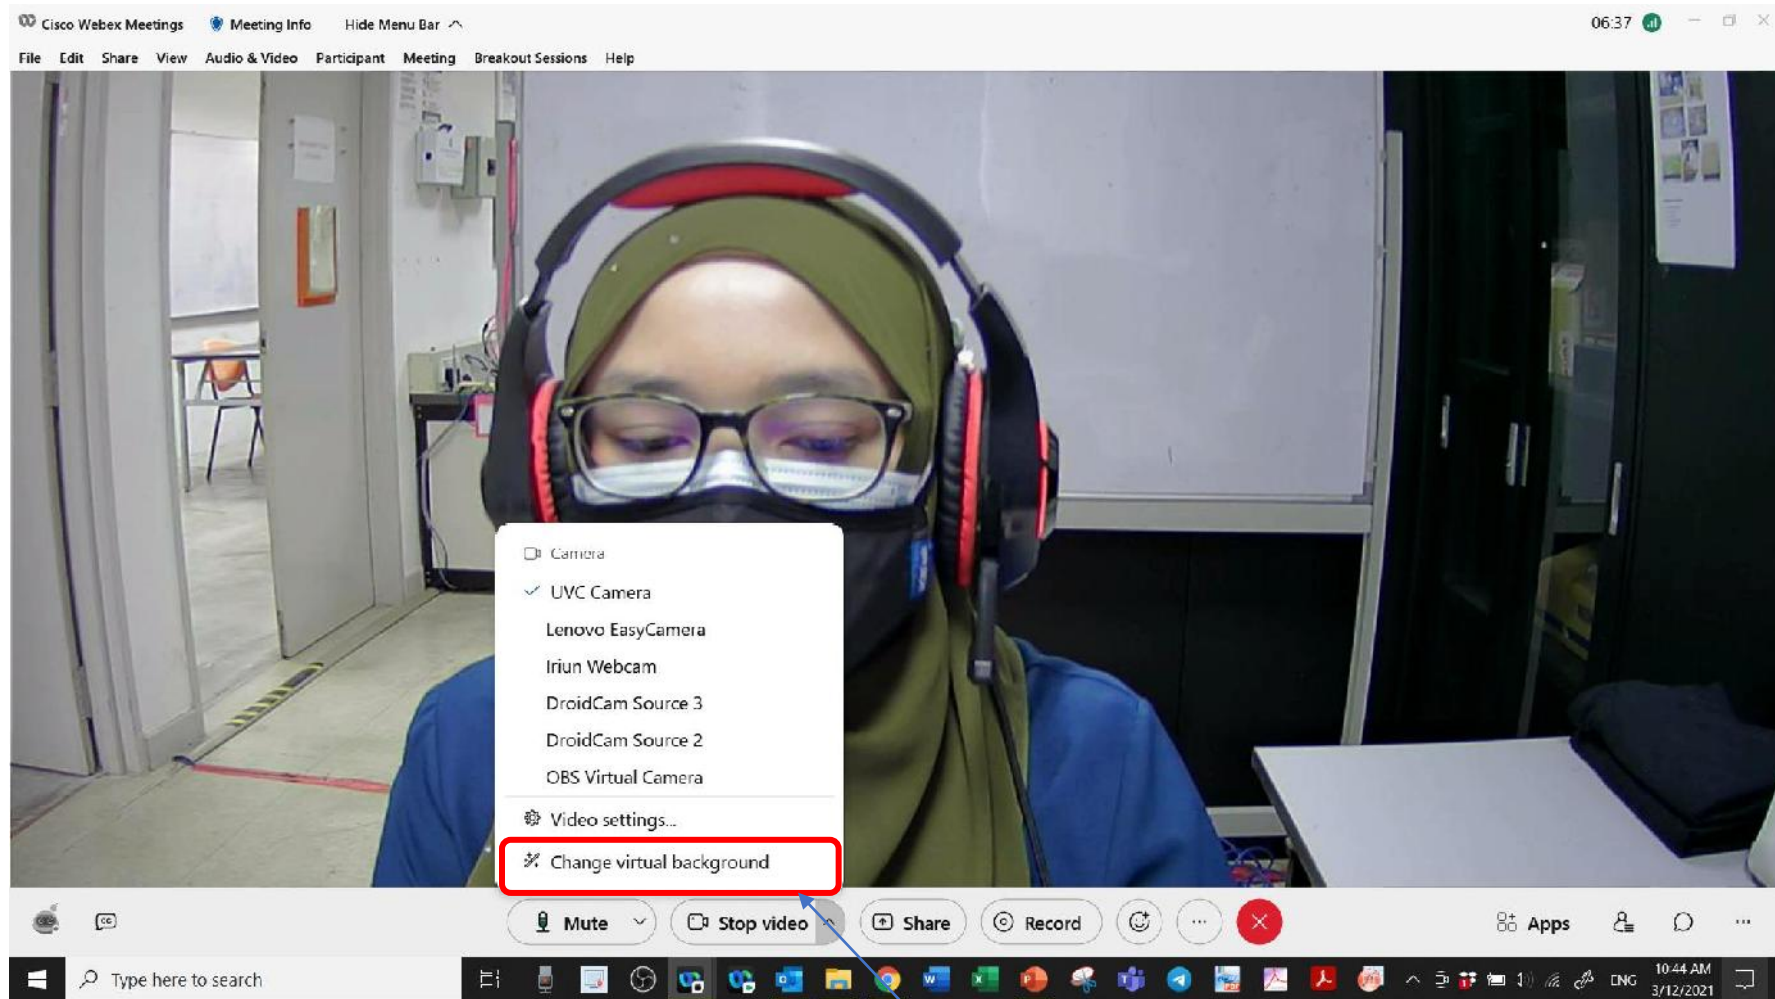 Cisco Webex Meetings Meeting Info Hide Menu Bar 06:37
File Edit Share View Audio & Video Participant Meeting Breakout Sessions Help
Camera
UVC Camera
Lenovo EasyCamera
Iriun Webcam
DroidCam Source 3
DroidCam Source 2
OBS Virtual Camera
Video settings...
Change virtual background
Mute Stop video Share Record Apps
Type here to search ENG 10:44 AM
3/12/2021